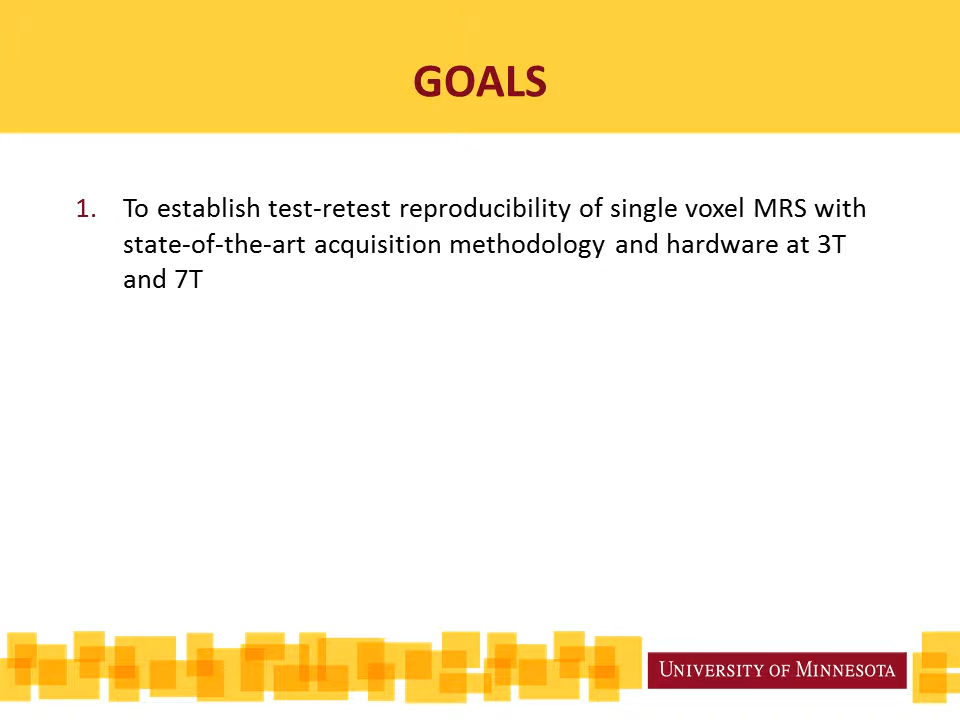 GOALS
1. To establish test-retest reproducibility of single voxel MRS with
state-of-the-art acquisition methodology and hardware at 3T
and 7T
UNIVERSITY OF MINNESOTA